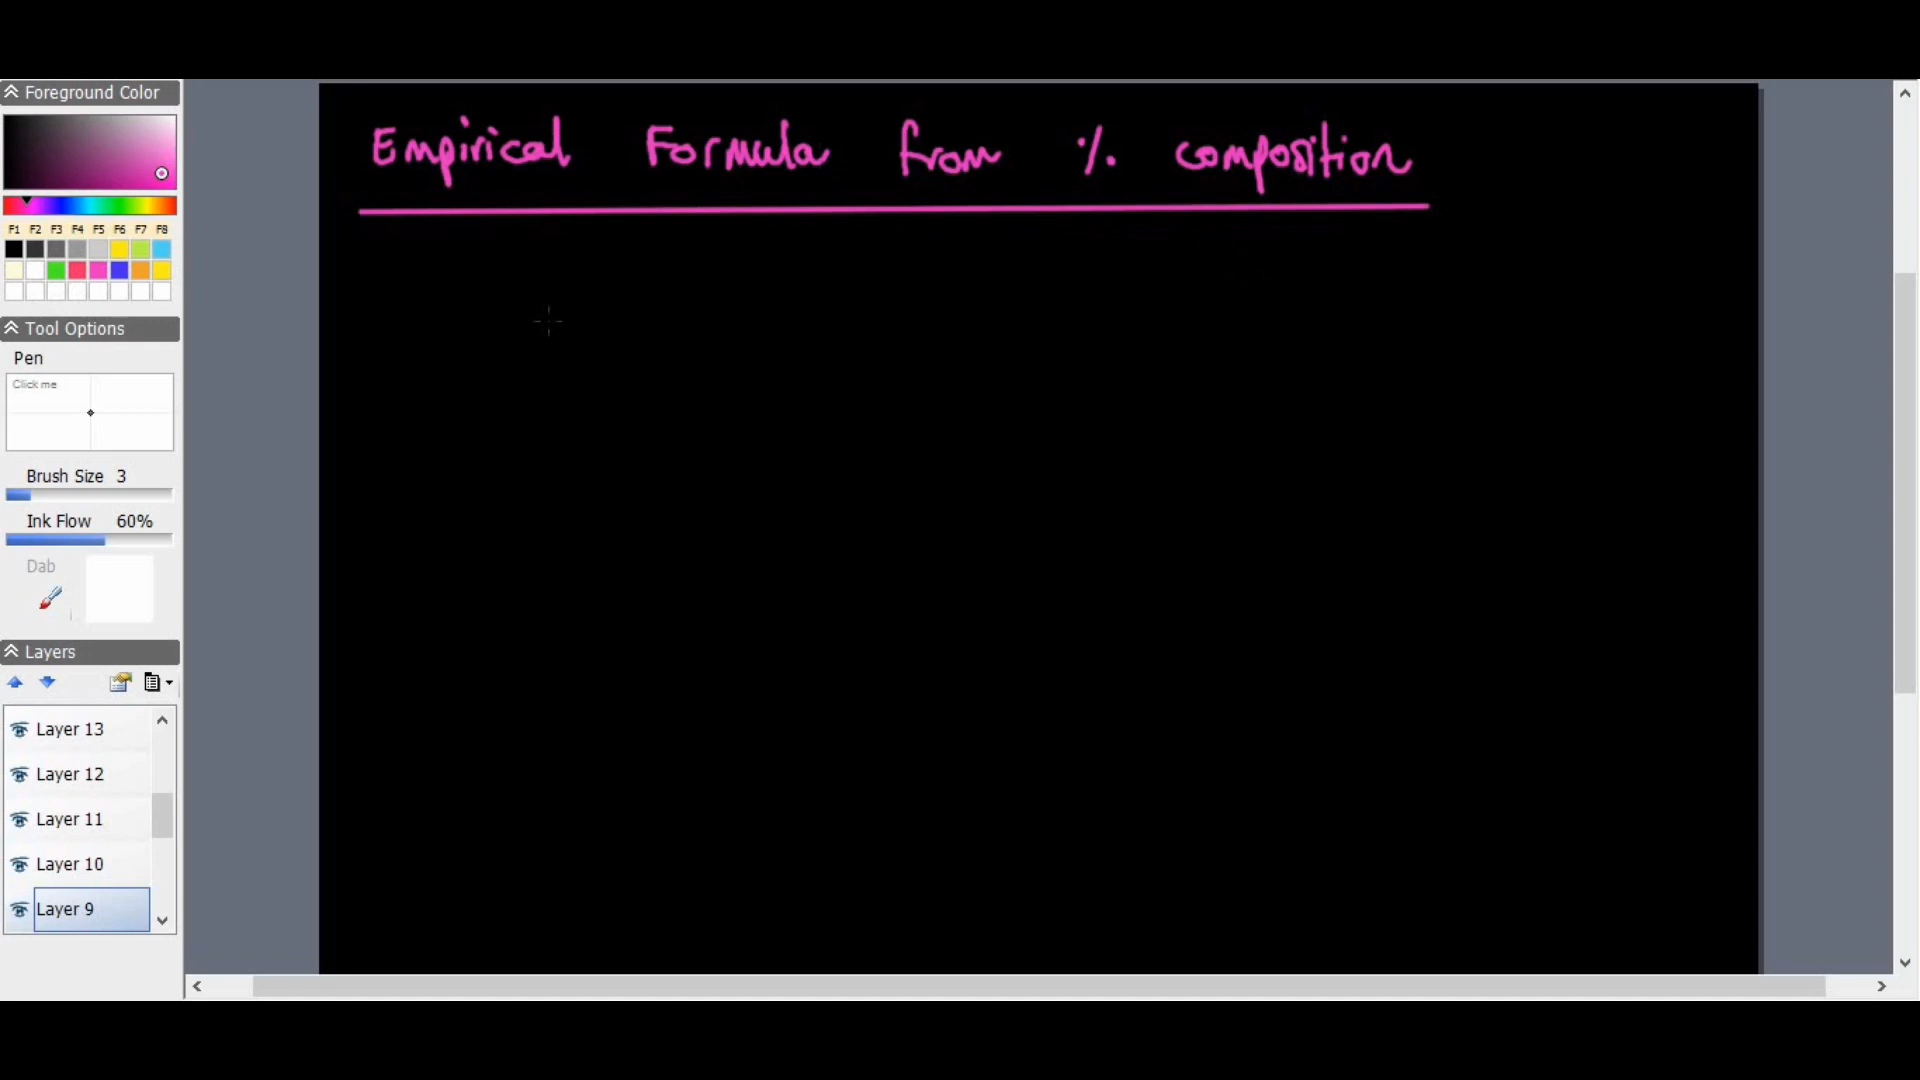 Foreground Color
Empirical Formula from % composition
F1 F2 F3 F4 F5 F6 F7 F8
Tool Options
Pen
Click me
Brush Size 3
Ink Flow 60%
Dab
Layers
Layer 13
Layer 12
Layer 11
Layer 10
Layer 9